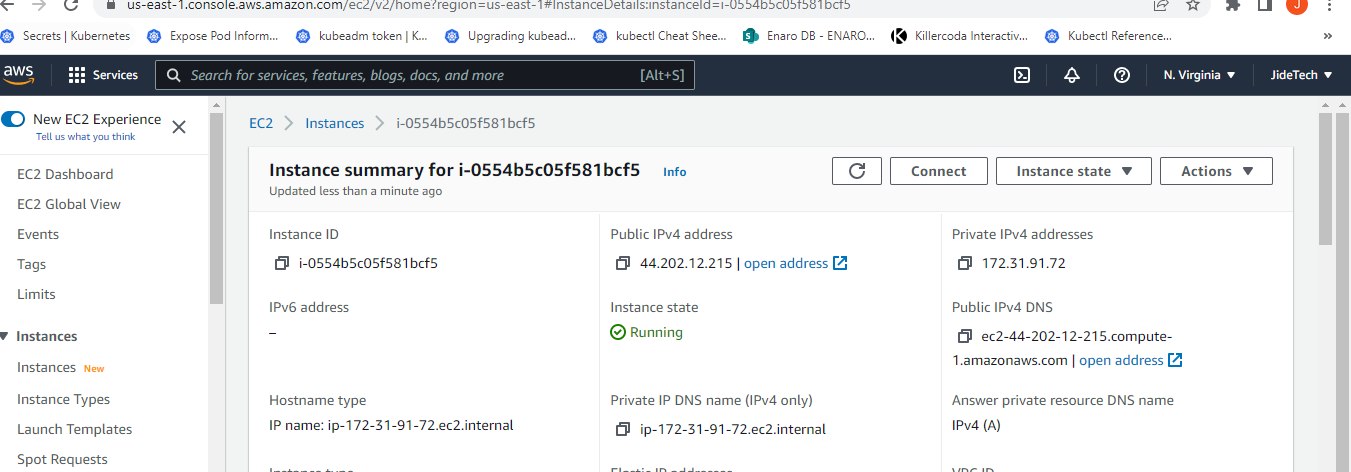 us-east-1.console.aws.amazon.com/ec2/v2/home?region=us-east-1#InstanceDetails:instanceId=i-0554b5c05f581bcf5
J
Secrets | Kubernetes
Expose Pod Inform...
kubeadm token | K...
Upgrading kubead...
kubectl Cheat Shee...
Enaro DB - ENARO...
Killercoda Interactiv...
Kubectl Reference...
»
aws
Services
Search for services, features, blogs, docs, and more
[Alt+S]
N. Virginia
JideTech
New EC2 Experience
Tell us what you think
EC2 Dashboard
EC2 Global View
Events
Tags
Limits
Instances
Instances New
Instance Types
Launch Templates
Spot Requests
EC2 > Instances > i-0554b5c05f581bcf5
Instance summary for i-0554b5c05f581bcf5 Info
Updated less than a minute ago
Connect
Instance state
Actions
Instance ID
i-0554b5c05f581bcf5
Public IPv4 address
44.202.12.215 | open address
Private IPv4 addresses
172.31.91.72
IPv6 address
–
Instance state
Running
Public IPv4 DNS
ec2-44-202-12-215.compute-
1.amazonaws.com | open address
Hostname type
IP name: ip-172-31-91-72.ec2.internal
Private IP DNS name (IPv4 only)
ip-172-31-91-72.ec2.internal
Answer private resource DNS name
IPv4 (A)
Instance type
Elastic IP addresses
VPC ID